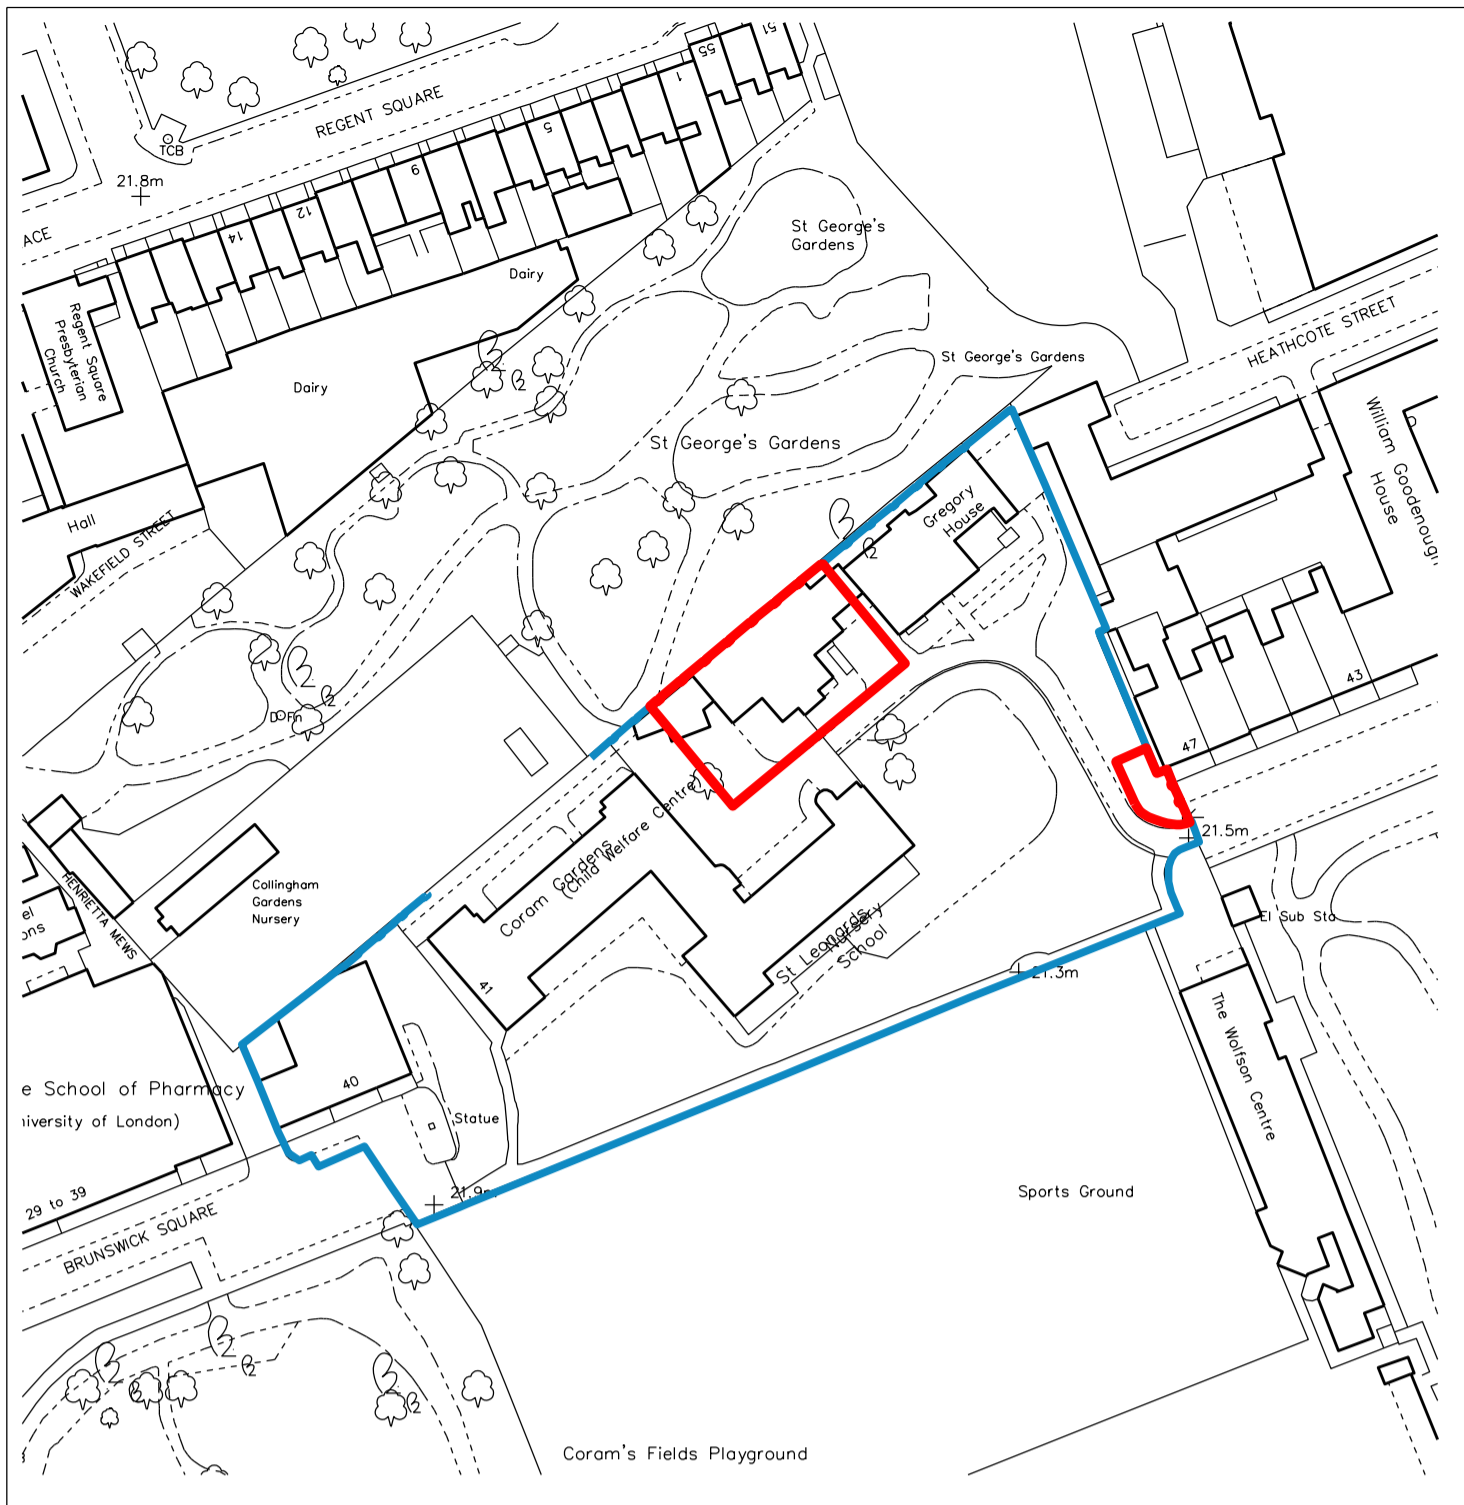 51
55
1
REGENT SQUARE
5
9
12
14
TCB
21.8m
ACE
St George's
Gardens
Dairy
Regent Square
Presbyterian
Church
Dairy
HEATHCOTE STREET
St George's Gardens
St George's Gardens
William Goodenough
House
Hall
WAKEFIELD STREET
Gregory
House
43
47
21.5m
Coram Gardens
(Child Welfare Centre)
Collingham
Gardens
Nursery
HENRIETTA MEWS
El Sub Sta
St Leonards
Nursery
School
41
21.3m
The Wolfson Centre
40
e School of Pharmacy
iversity of London)
Statue
29 to 39
21.9m
BRUNSWICK SQUARE
Sports Ground
Coram's Fields Playground